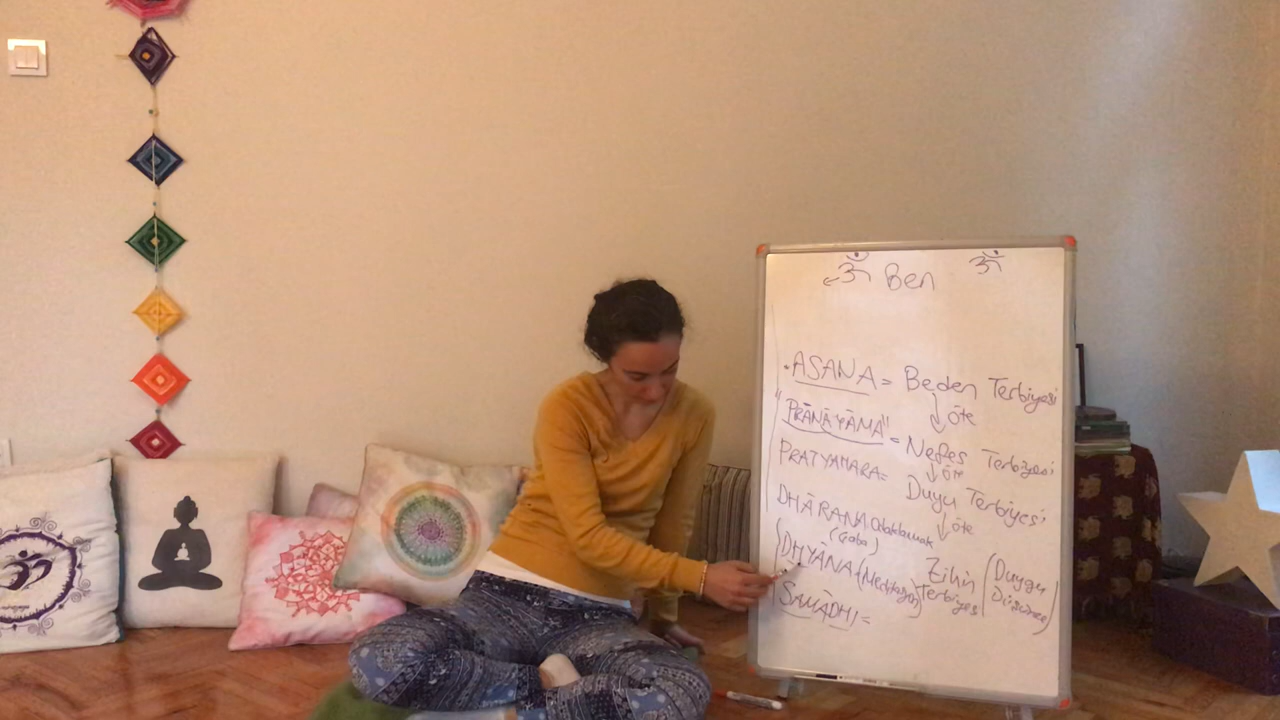 ॐ Ben ॐ
. ASANA = Beden Terbiyesi
↓ Öte
"PRĀNĀYĀMA" = Nefes Terbiyesi
↓ öte
PRATYAHARA = Duyu Terbiyesi
↓ öte
DHĀRANA Odaklanmak
(Çaba)
DHYĀNA (Meditasyon) Zihin Terbiyesi (Duygu Düşünce)
SAMĀDHI =